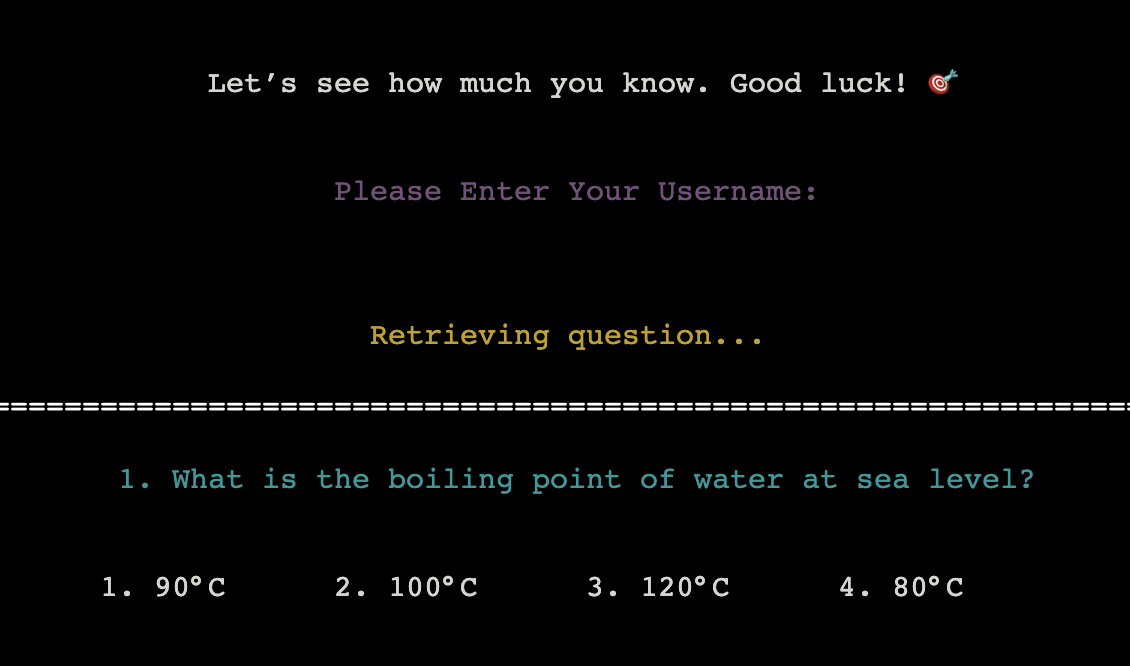 Let’s see how much you know. Good luck! 🎯
Please Enter Your Username:
Retrieving question...
===============================================================
1. What is the boiling point of water at sea level?
1. 90°C 2. 100°C 3. 120°C 4. 80°C